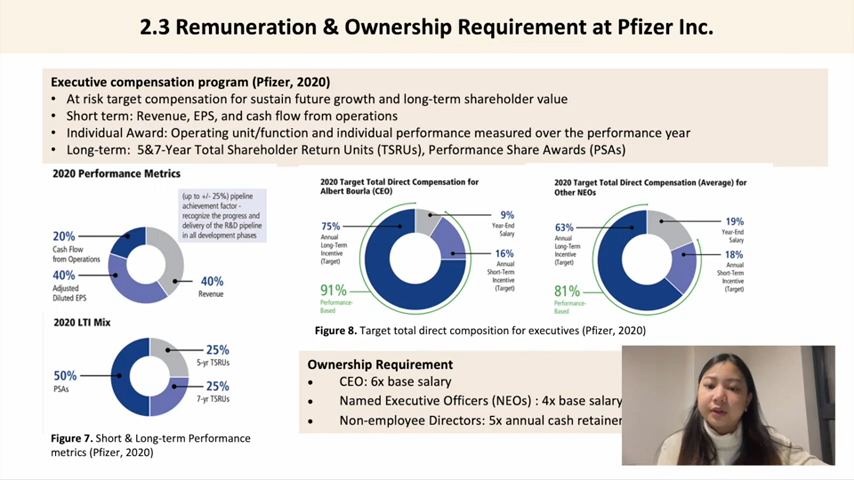 2.3 Remuneration & Ownership Requirement at Pfizer Inc.
Executive compensation program (Pfizer, 2020)
• At risk target compensation for sustain future growth and long-term shareholder value
• Short term: Revenue, EPS, and cash flow from operations
• Individual Award: Operating unit/function and individual performance measured over the performance year
• Long-term: 5&7-Year Total Shareholder Return Units (TSRUs), Performance Share Awards (PSAs)
2020 Performance Metrics
(up to +/- 25%) pipeline
achievement factor -
recognize the progress and
delivery of the R&D pipeline
in all development phases
20%
Cash Flow
from Operations
40%
Adjusted
Diluted EPS
40%
Revenue
2020 LTI Mix
50%
PSAs
25%
5-yr TSRUs
25%
7-yr TSRUs
Figure 7. Short & Long-term Performance
metrics (Pfizer, 2020)
2020 Target Total Direct Compensation for
Albert Bourla (CEO)
75%
Annual
Long-Term
Incentive
(Target)
91%
Performance-
Based
9%
Year-End
Salary
16%
Annual
Short-Term
Incentive
(Target)
2020 Target Total Direct Compensation (Average) for
Other NEOs
63%
Annual
Long-Term
Incentive
(Target)
81%
Performance-
Based
19%
Year-End
Salary
18%
Annual
Short-Term
Incentive
(Target)
Figure 8. Target total direct composition for executives (Pfizer, 2020)
Ownership Requirement
• CEO: 6x base salary
• Named Executive Officers (NEOs) : 4x base salary
• Non-employee Directors: 5x annual cash retainer